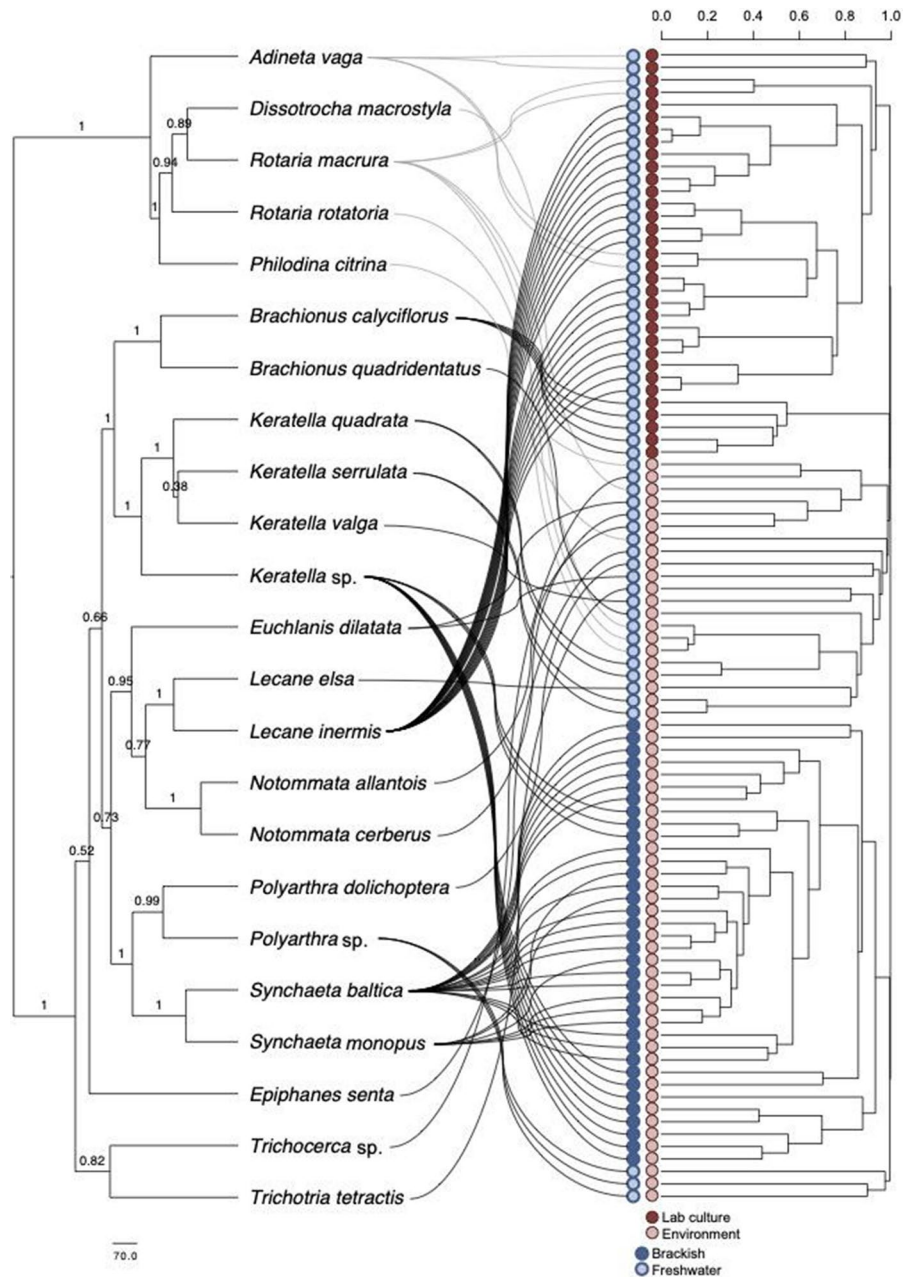 0.0 0.2 0.4 0.6 0.8 1.0
Adineta vaga
Dissotrocha macrostyla
0.89
1
Rotaria macrura
0.94
1
Rotaria rotatoria
Philodina citrina
Brachionus calyciflorus
1
Brachionus quadridentatus
1
Keratella quadrata
1
Keratella serrulata
0.38
1
Keratella valga
Keratella sp.
0.66
Euchlanis dilatata
0.95
Lecane elsa
1
Lecane inermis
0.77
Notommata allantois
1
0.73
Notommata cerberus
0.52
Polyarthra dolichoptera
0.99
Polyarthra sp.
1
Synchaeta baltica
1
1
Synchaeta monopus
Epiphanes senta
Trichocerca sp.
0.82
Trichotria tetractis
Lab culture
Environment
Brackish
Freshwater
70.0